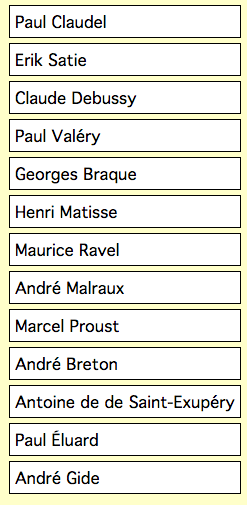 Paul Claudel
Erik Satie
Claude Debussy
Paul Valéry
Georges Braque
Henri Matisse
Maurice Ravel
André Malraux
Marcel Proust
André Breton
Antoine de de Saint-Exupéry
Paul Éluard
André Gide